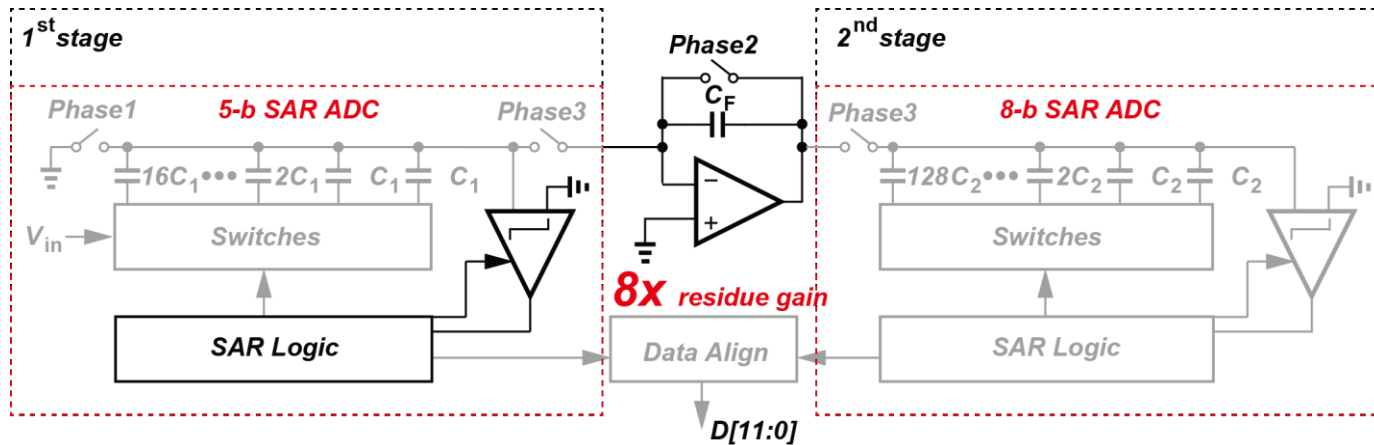 1st stage
Phase2
2nd stage
Phase1
5-b SAR ADC
Phase3
CF
Phase3
8-b SAR ADC
16C1••• 2C1 C1 C1
128C2••• 2C2 C2 C2
−
+
Vin
Switches
Switches
8x residue gain
SAR Logic
Data Align
SAR Logic
D[11:0]